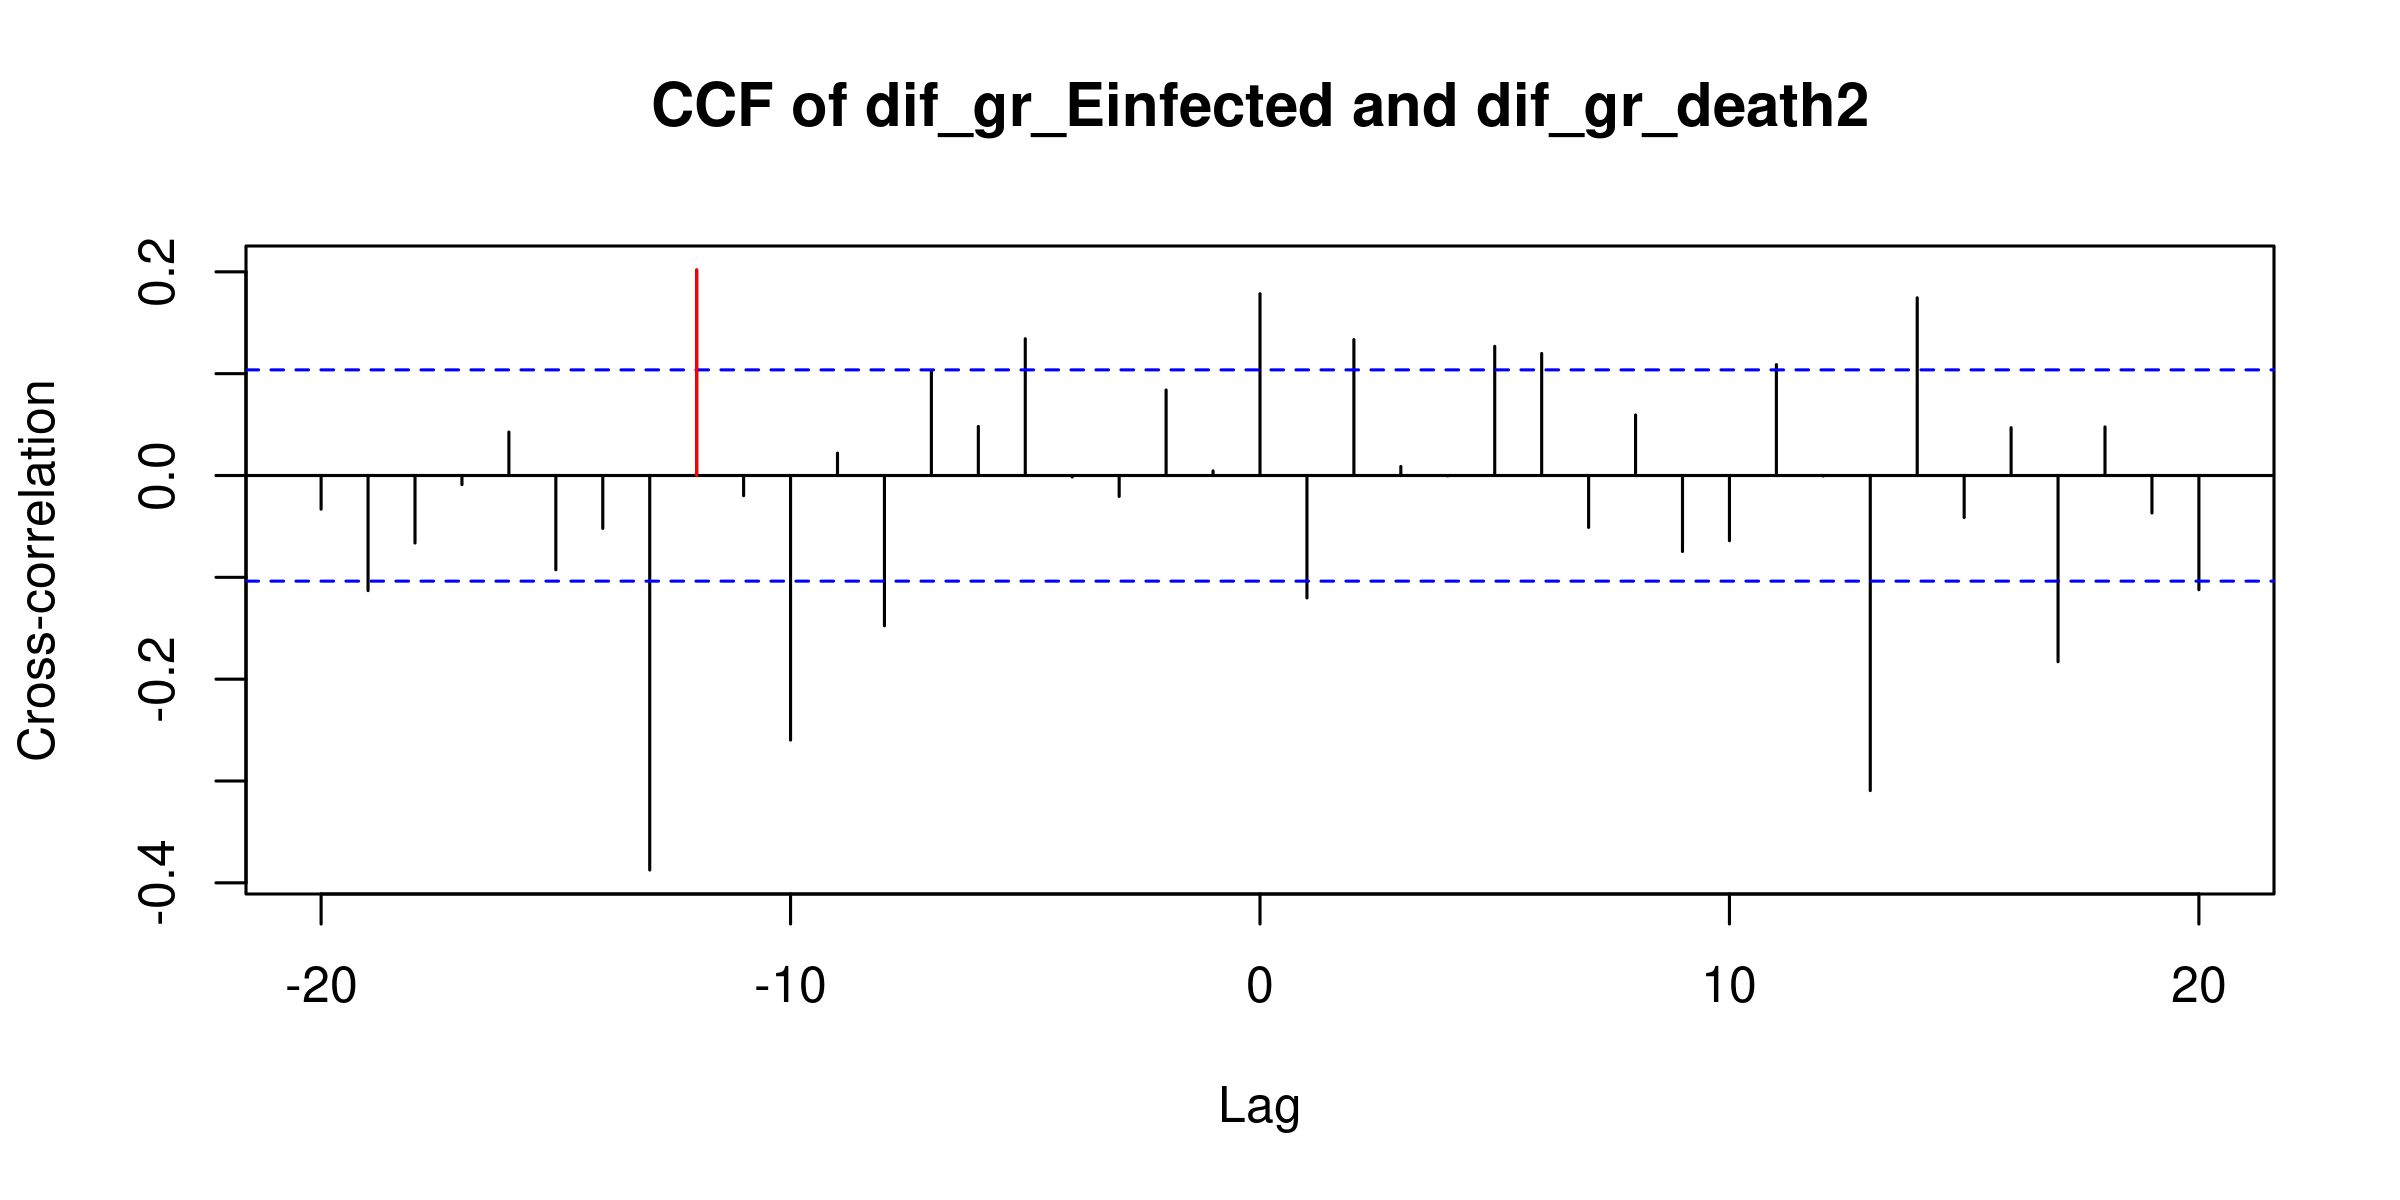 CCF of dif_gr_Einfected and dif_gr_death2
Cross-correlation
0.2
0.0
-0.2
-0.4
-20 -10 0 10 20
Lag